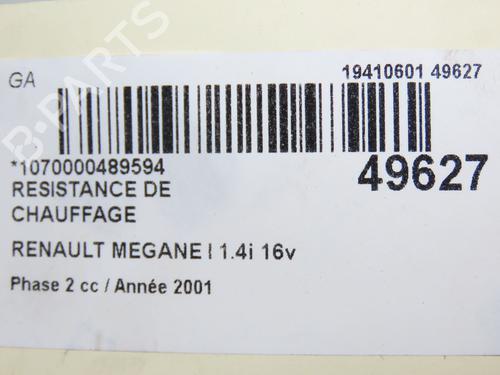 GA
19410601 49627
*1070000489594
49627
RESISTANCE DE
CHAUFFAGE
RENAULT MEGANE I 1.4i 16v
Phase 2 cc / Année 2001
B-PARTS